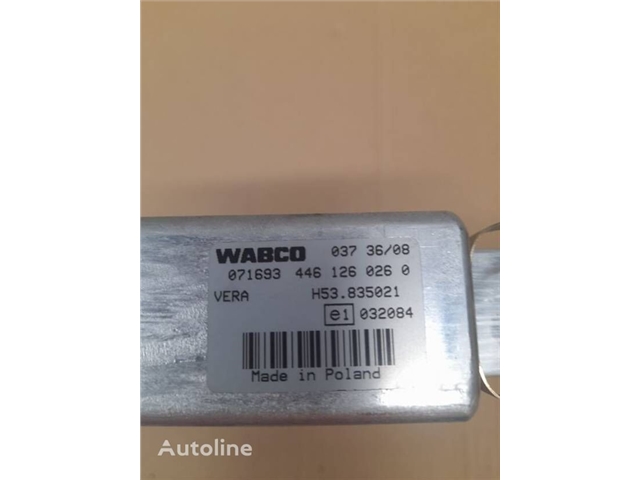 WABCO 037 36/08
071693 446 126 026 0
VERA H53.835021
e1 032084
Made in Poland
Autoline